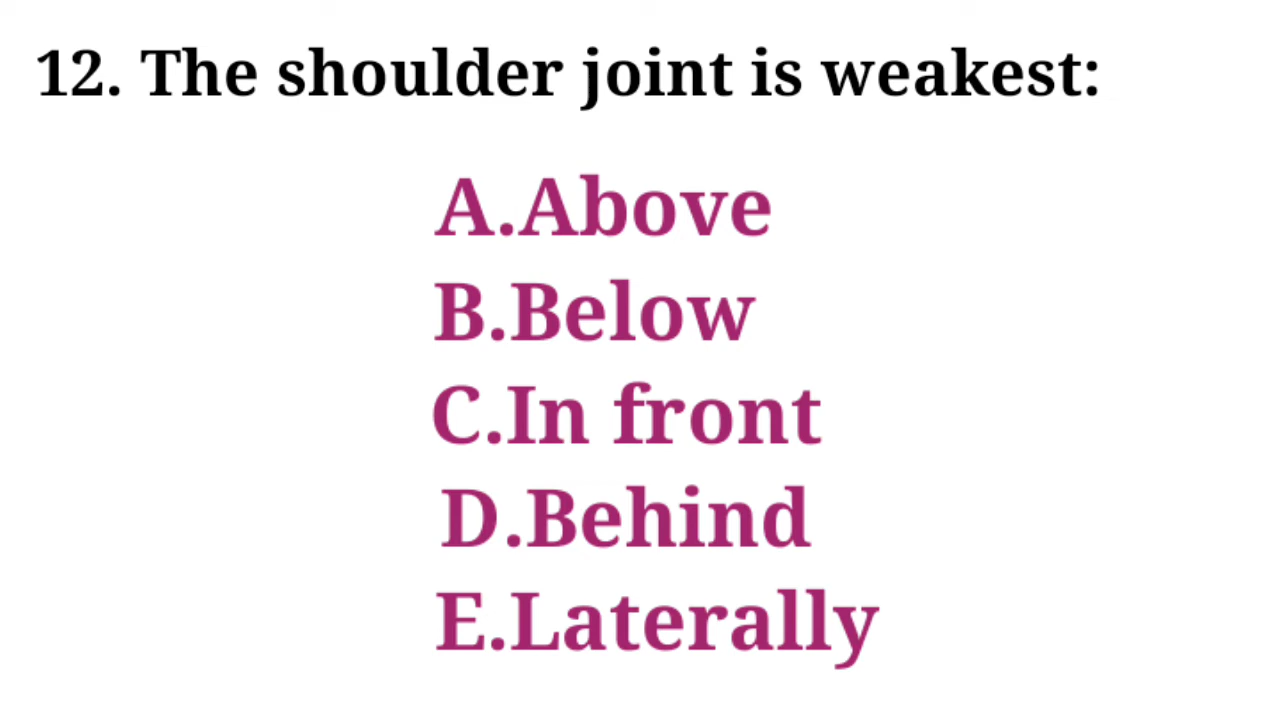 12. The shoulder joint is weakest:
A.Above
B.Below
C.In front
D.Behind
E.Laterally